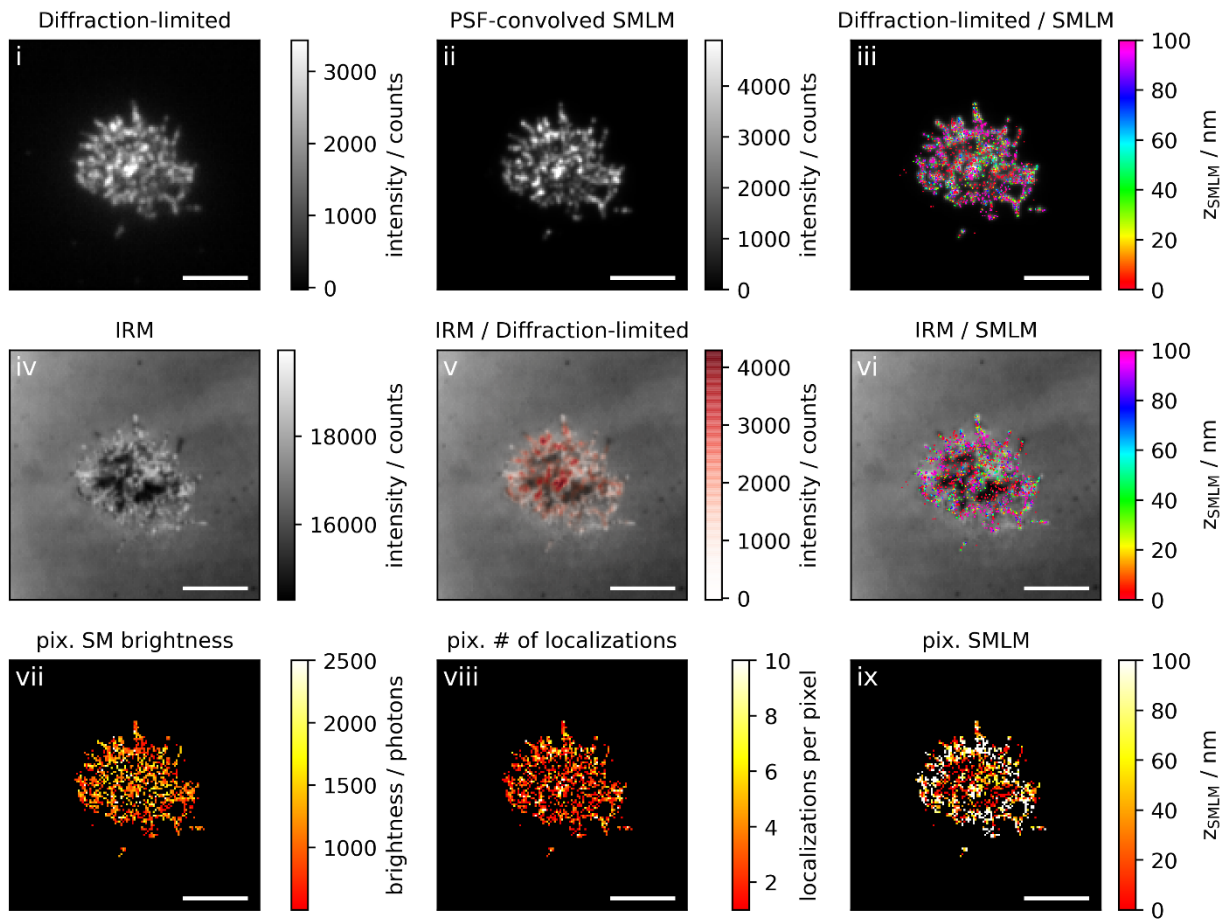 Diffraction-limited
i
3000
2000
1000
0
intensity / counts
PSF-convolved SMLM
ii
4000
3000
2000
1000
0
intensity / counts
Diffraction-limited / SMLM
iii
100
80
60
40
20
0
zSMLM / nm
IRM
iv
18000
16000
intensity / counts
IRM / Diffraction-limited
v
4000
3000
2000
1000
0
intensity / counts
IRM / SMLM
vi
100
80
60
40
20
0
zSMLM / nm
pix. SM brightness
vii
2500
2000
1500
1000
brightness / photons
pix. # of localizations
viii
10
8
6
4
2
localizations per pixel
pix. SMLM
ix
100
80
60
40
20
0
zSMLM / nm